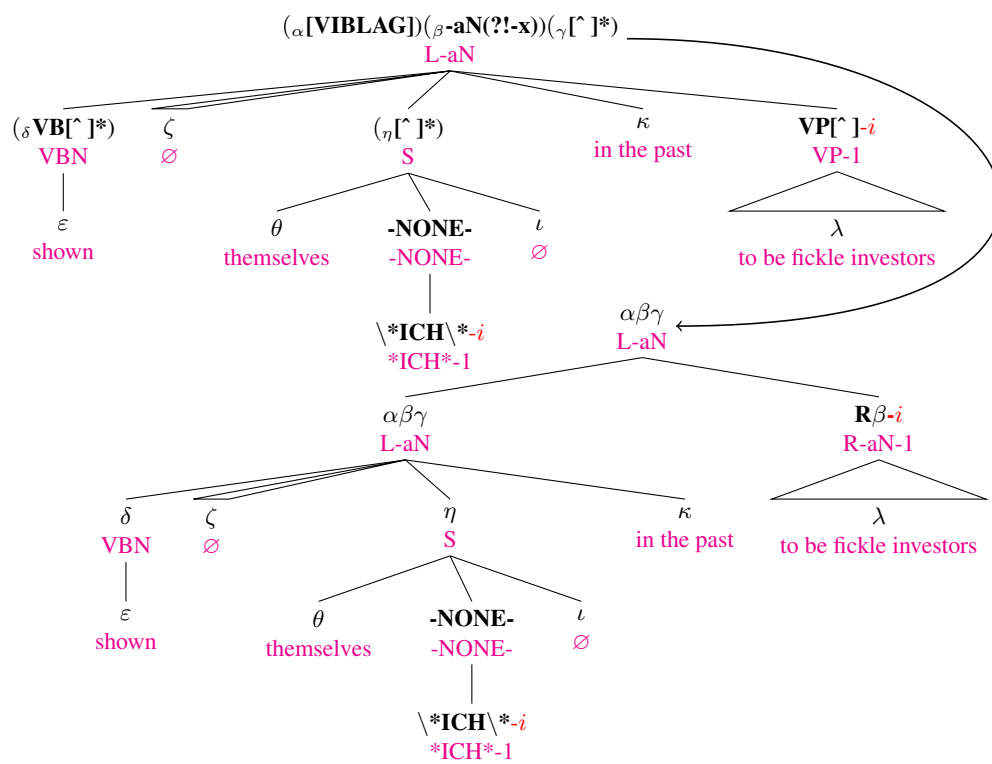 (α[VIBLAG])(β-aN(?!-x))(γ[ˆ ]*)
L-aN
(δVB[ˆ ]*) ζ (η[ˆ ]*) κ VP[ˆ ]-i
VBN ∅ S in the past VP-1
ε θ -NONE- ι λ
shown themselves -NONE- ∅ to be fickle investors
\*ICH\*-i
*ICH*-1
αβγ
L-aN
αβγ Rβ-i
L-aN R-aN-1
δ ζ η κ λ
VBN ∅ S in the past to be fickle investors
ε θ -NONE- ι
shown themselves -NONE- ∅
\*ICH\*-i
*ICH*-1